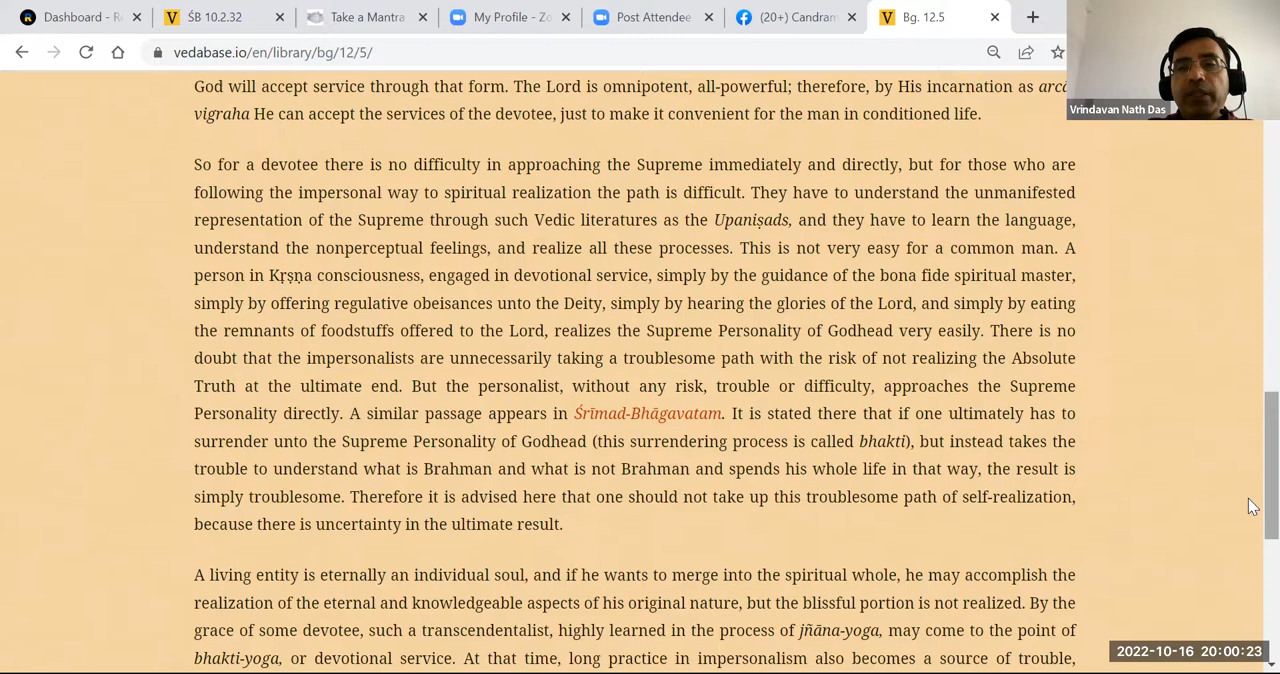 Dashboard - R
ŚB 10.2.32
Take a Mantra
My Profile - Zo
Post Attendee
(20+) Candram
Bg. 12.5
vedabase.io/en/library/bg/12/5/
Vrindavan Nath Das
God will accept service through that form. The Lord is omnipotent, all-powerful; therefore, by His incarnation as arcā
vigraha He can accept the services of the devotee, just to make it convenient for the man in conditioned life.
So for a devotee there is no difficulty in approaching the Supreme immediately and directly, but for those who are
following the impersonal way to spiritual realization the path is difficult. They have to understand the unmanifested
representation of the Supreme through such Vedic literatures as the Upaniṣads, and they have to learn the language,
understand the nonperceptual feelings, and realize all these processes. This is not very easy for a common man. A
person in Kṛṣṇa consciousness, engaged in devotional service, simply by the guidance of the bona fide spiritual master,
simply by offering regulative obeisances unto the Deity, simply by hearing the glories of the Lord, and simply by eating
the remnants of foodstuffs offered to the Lord, realizes the Supreme Personality of Godhead very easily. There is no
doubt that the impersonalists are unnecessarily taking a troublesome path with the risk of not realizing the Absolute
Truth at the ultimate end. But the personalist, without any risk, trouble or difficulty, approaches the Supreme
Personality directly. A similar passage appears in Śrīmad-Bhāgavatam. It is stated there that if one ultimately has to
surrender unto the Supreme Personality of Godhead (this surrendering process is called bhakti), but instead takes the
trouble to understand what is Brahman and what is not Brahman and spends his whole life in that way, the result is
simply troublesome. Therefore it is advised here that one should not take up this troublesome path of self-realization,
because there is uncertainty in the ultimate result.
A living entity is eternally an individual soul, and if he wants to merge into the spiritual whole, he may accomplish the
realization of the eternal and knowledgeable aspects of his original nature, but the blissful portion is not realized. By the
grace of some devotee, such a transcendentalist, highly learned in the process of jñāna-yoga, may come to the point of
bhakti-yoga, or devotional service. At that time, long practice in impersonalism also becomes a source of trouble,
2022-10-16 20:00:23